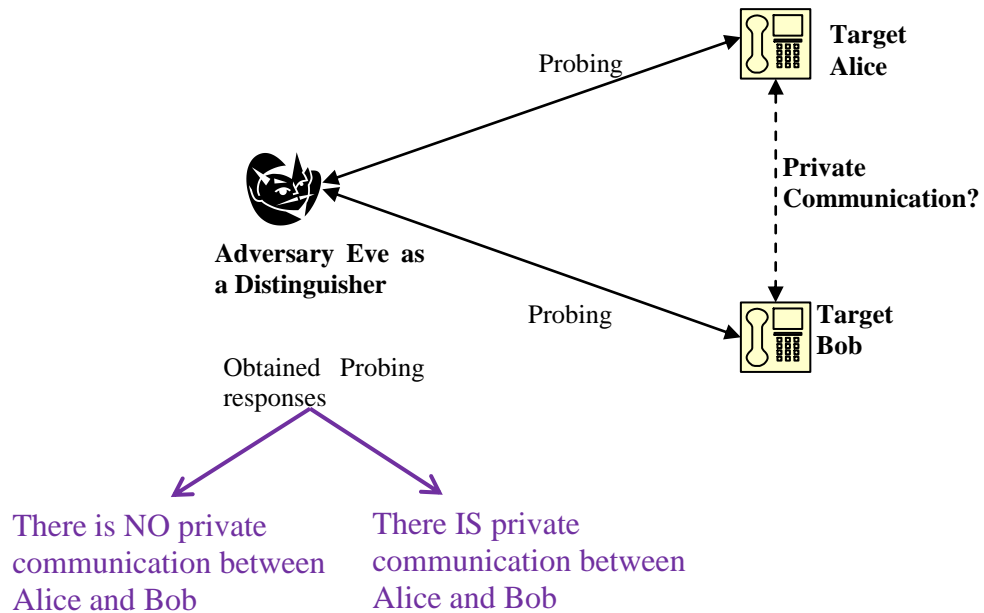 Target
Alice
Probing
Private
Communication?
Adversary Eve as
a Distinguisher
Probing
Target
Bob
Obtained Probing
responses
There is NO private
communication between
Alice and Bob
There IS private
communication between
Alice and Bob